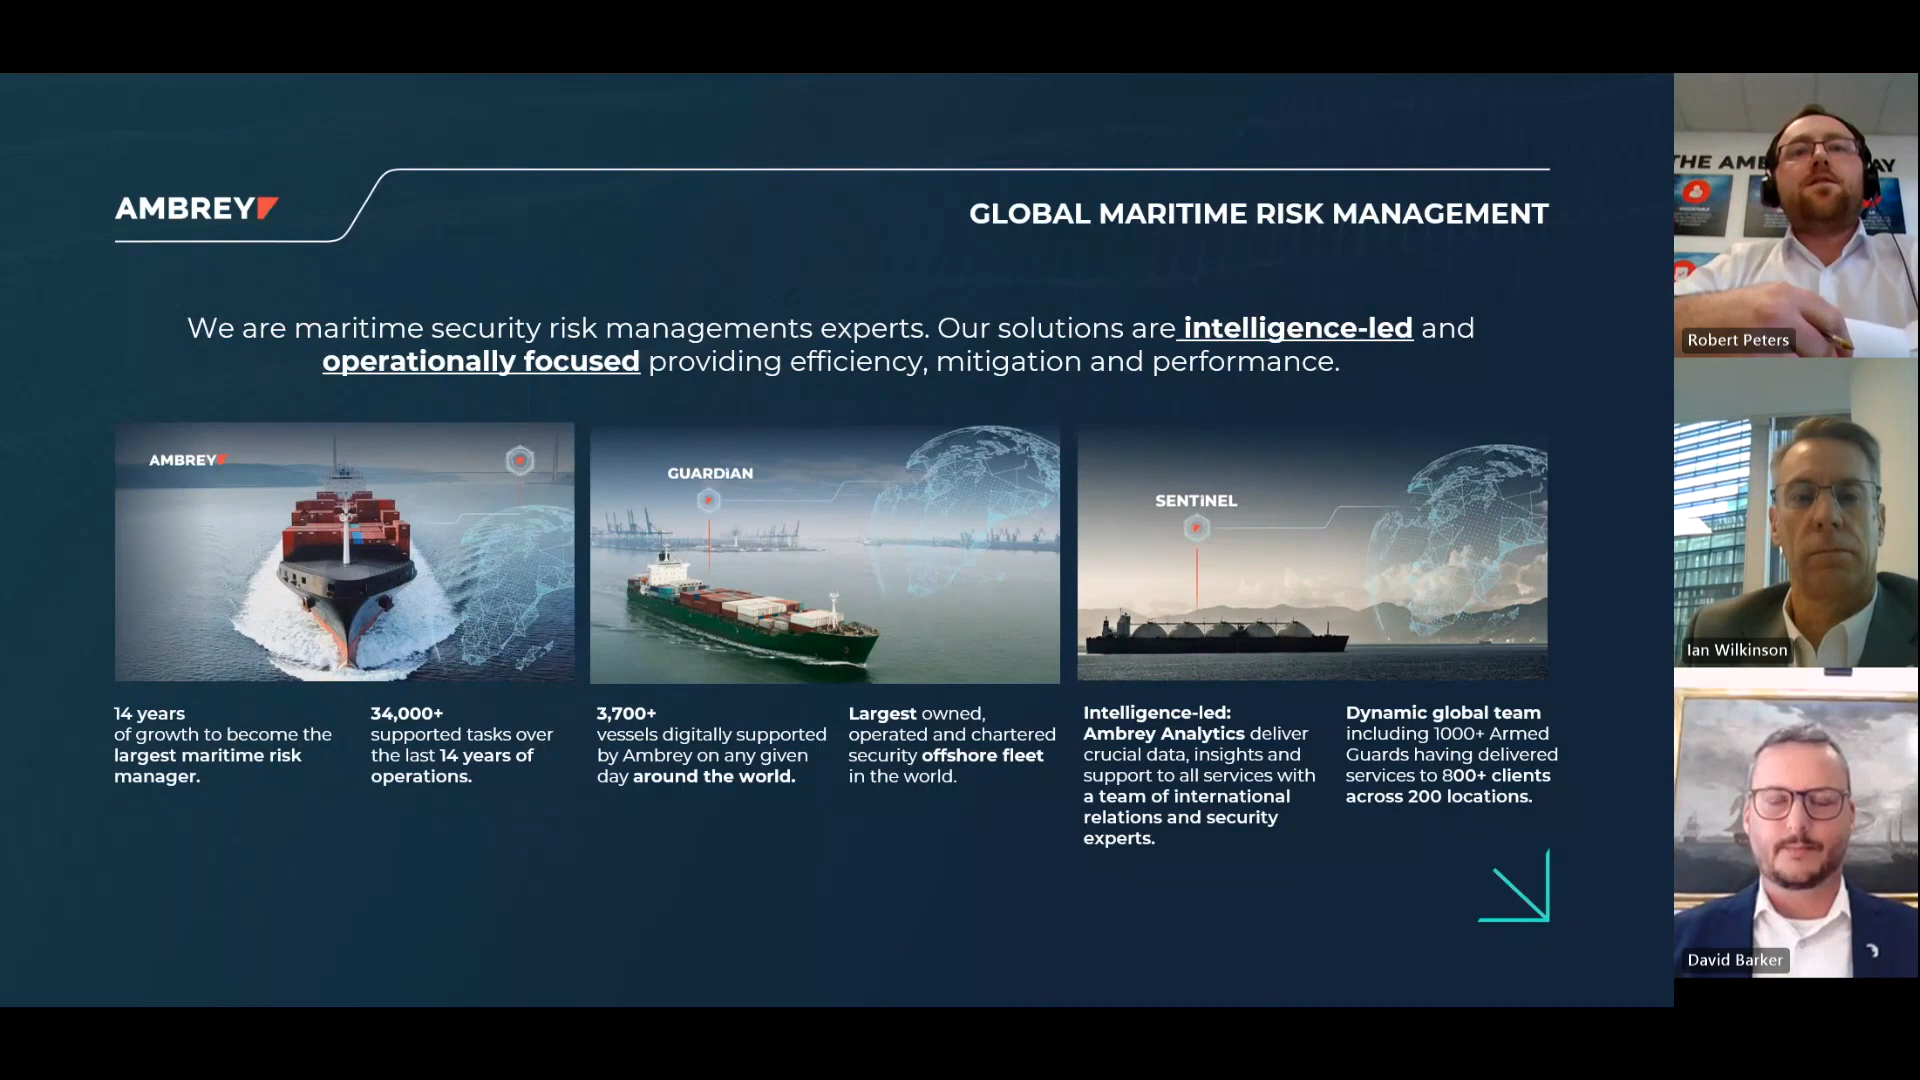 AMBREY
GLOBAL MARITIME RISK MANAGEMENT
We are maritime security risk managements experts. Our solutions are intelligence-led and
operationally focused providing efficiency, mitigation and performance.
AMBREY
GUARDIAN
SENTINEL
14 years
of growth to become the
largest maritime risk
manager.
34,000+
supported tasks over
the last 14 years of
operations.
3,700+
vessels digitally supported
by Ambrey on any given
day around the world.
Largest owned,
operated and chartered
security offshore fleet
in the world.
Intelligence-led:
Ambrey Analytics deliver
crucial data, insights and
support to all services with
a team of international
relations and security
experts.
Dynamic global team
including 1000+ Armed
Guards having delivered
services to 800+ clients
across 200 locations.
THE AMB AY
Robert Peters
Ian Wilkinson
David Barker